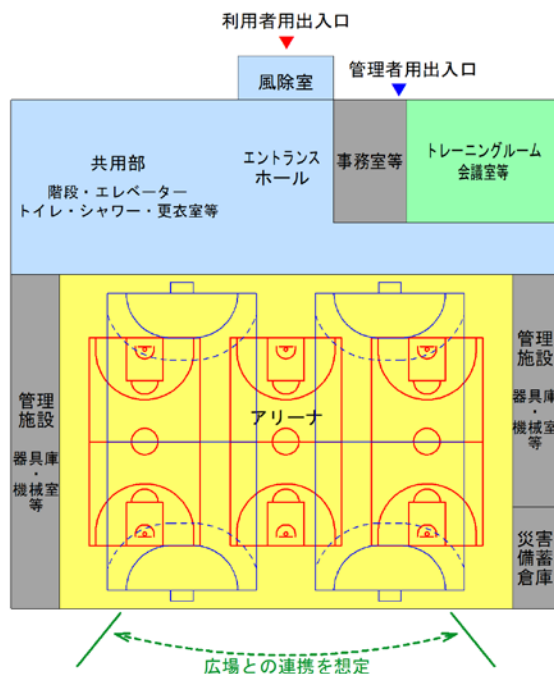 利用者用出入口
管理者用出入口
風除室
共用部
階段・エレベーター
トイレ・シャワー・更衣室等
エントランス
ホール
事務室等
トレーニングルーム
会議室等
アリーナ
管理
施設
器具庫
・
機械室
等
管理
施設
器具庫
・
機械室
等
災害
備蓄
倉庫
広場との連携を想定